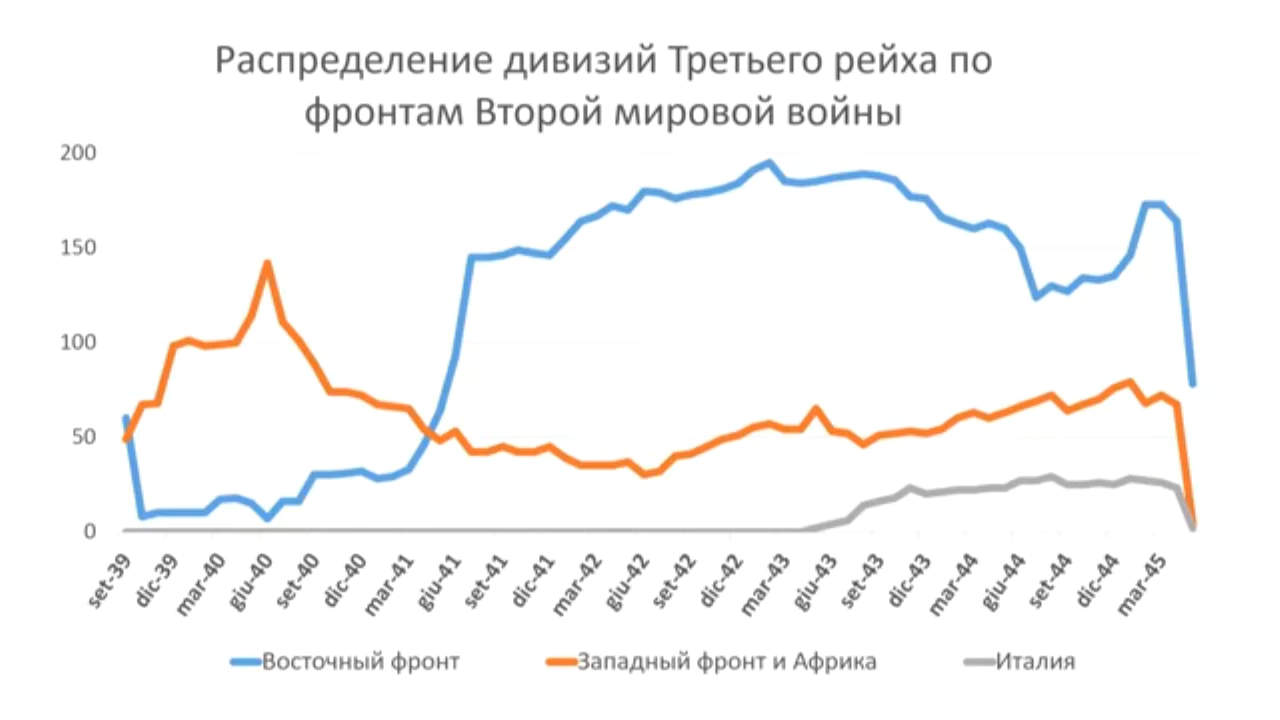 Распределение дивизий Третьего рейха по
фронтам Второй мировой войны
200
150
100
50
0
set-39
dic-39
mar-40
giu-40
set-40
dic-40
mar-41
giu-41
set-41
dic-41
mar-42
giu-42
set-42
dic-42
mar-43
giu-43
set-43
dic-43
mar-44
giu-44
set-44
dic-44
mar-45
Восточный фронт
Западный фронт и Африка
Италия